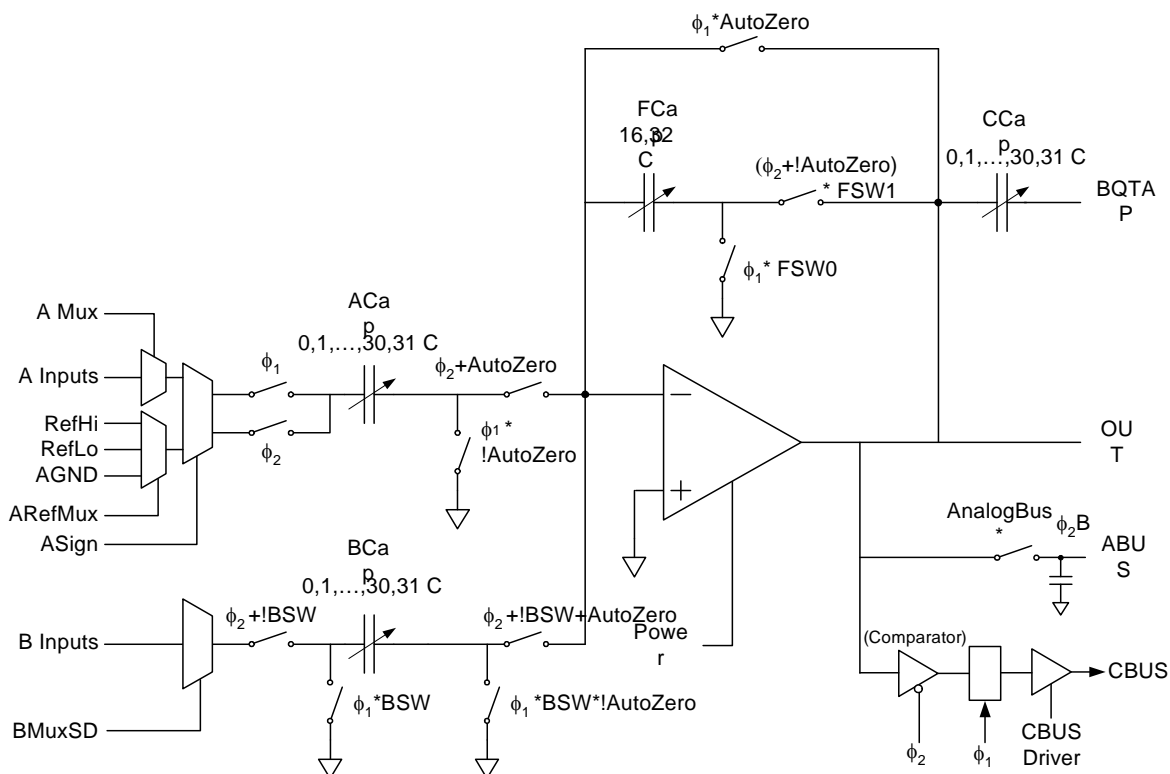 ϕ1*AutoZero
FCa
p
16,32
C
CCa
p
0,1,…,30,31 C
(ϕ2+!AutoZero)
* FSW1
BQTA
P
ϕ1* FSW0
A Mux
ACa
p
0,1,…,30,31 C
A Inputs
ϕ1
ϕ2+AutoZero
RefHi
RefLo
AGND
ϕ2
ϕ1 *
!AutoZero
ARefMux
ASign
OU
T
AnalogBus
*
ϕ2B
ABU
S
BCa
p
0,1,…,30,31 C
B Inputs
ϕ2+!BSW
ϕ2+!BSW+AutoZero
Powe
r
(Comparator)
CBUS
ϕ1*BSW
ϕ1*BSW*!AutoZero
BMuxSD
ϕ2
ϕ1
CBUS
Driver